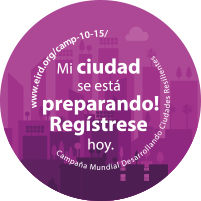 www.eird.org/camp-10-15/
Mi ciudad
se está
preparando!
Regístrese
hoy.
Campaña Mundial Desarrollando Ciudades Resilientes